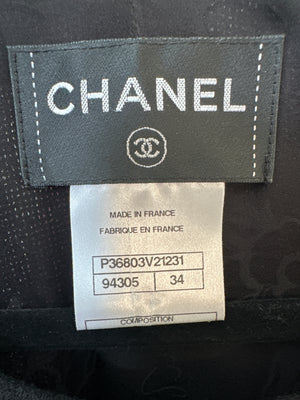 CHANEL
MADE IN FRANCE
FABRIQUE EN FRANCE
P36803V21231
94305 34
COMPOSITION